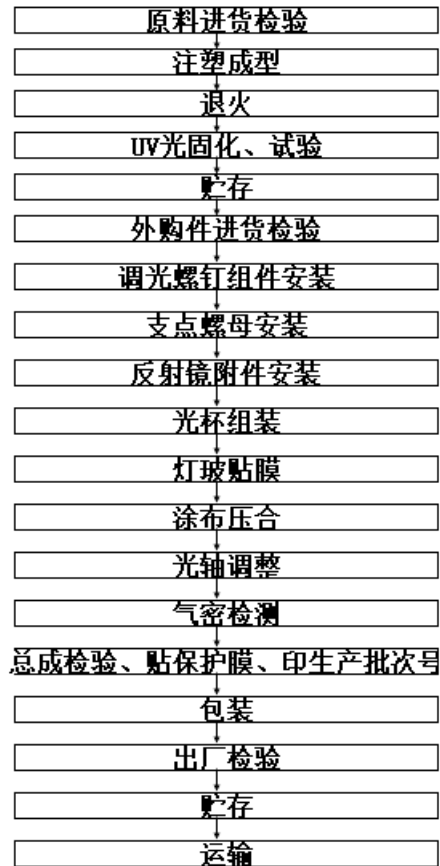 原料进货检验
注塑成型
退火
UV光固化、试验
贮存
外购件进货检验
调光螺钉组件安装
支点螺母安装
反射镜附件安装
光杯组装
灯玻贴膜
涂布压合
光轴调整
气密检测
总成检验、贴保护膜、印生产批次号
包装
出厂检验
贮存
运输